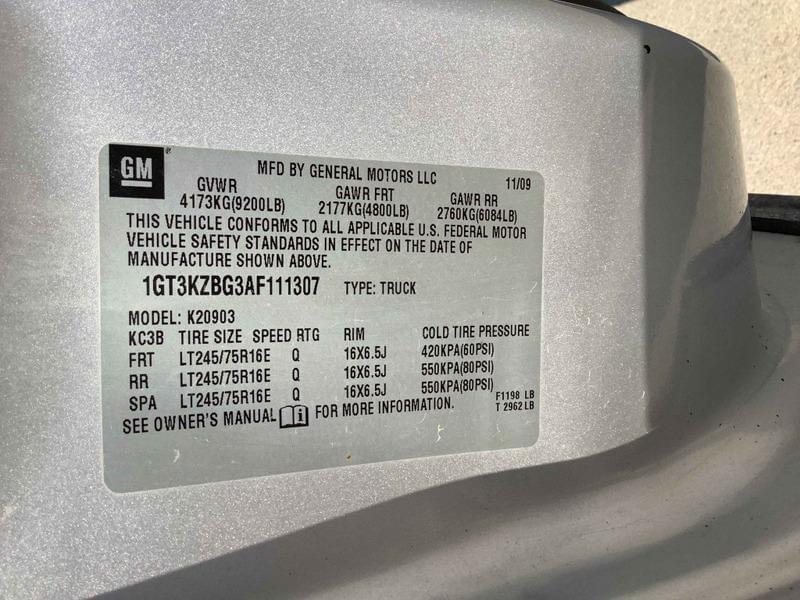 GM
MFD BY GENERAL MOTORS LLC 11/09
GVWR GAWR FRT GAWR RR
4173KG(9200LB) 2177KG(4800LB) 2760KG(6084LB)
THIS VEHICLE CONFORMS TO ALL APPLICABLE U.S. FEDERAL MOTOR
VEHICLE SAFETY STANDARDS IN EFFECT ON THE DATE OF
MANUFACTURE SHOWN ABOVE.
1GT3KZBG3AF111307 TYPE: TRUCK
MODEL: K20903
KC3B TIRE SIZE SPEED RTG RIM COLD TIRE PRESSURE
FRT LT245/75R16E Q 16X6.5J 420KPA(60PSI)
RR LT245/75R16E Q 16X6.5J 550KPA(80PSI)
SPA LT245/75R16E Q 16X6.5J 550KPA(80PSI)
SEE OWNER'S MANUAL i FOR MORE INFORMATION.
F1198 LB
T 2962 LB